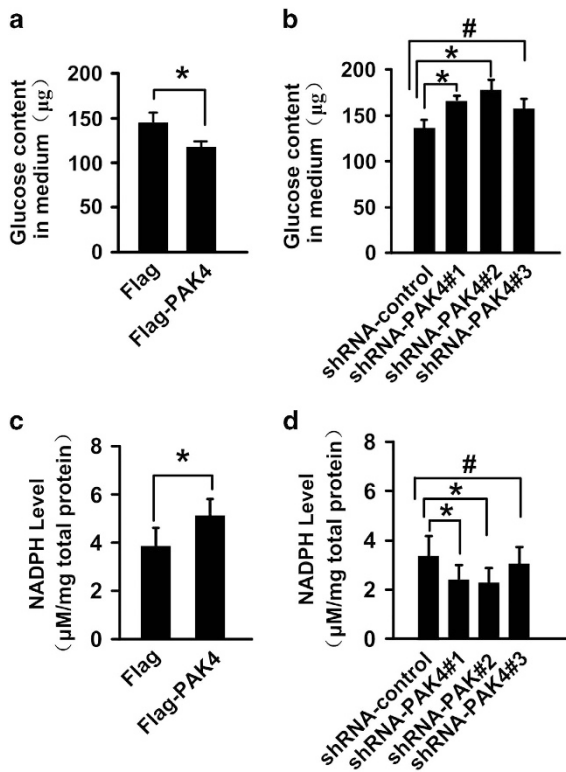 a
Glucose content
in medium（μg）
200
150
100
50
0
*
Flag
Flag-PAK4
b
Glucose content
in medium（μg）
200
150
100
50
0
#
*
*
shRNA-control
shRNA-PAK4#1
shRNA-PAK4#2
shRNA-PAK4#3
c
NADPH Level
（μM/mg total protein）
8
6
4
2
0
*
Flag
Flag-PAK4
d
NADPH Level
（μM/mg total protein）
8
6
4
2
0
#
*
*
shRNA-control
shRNA-PAK4#1
shRNA-PAK#2
shRNA-PAK4#3